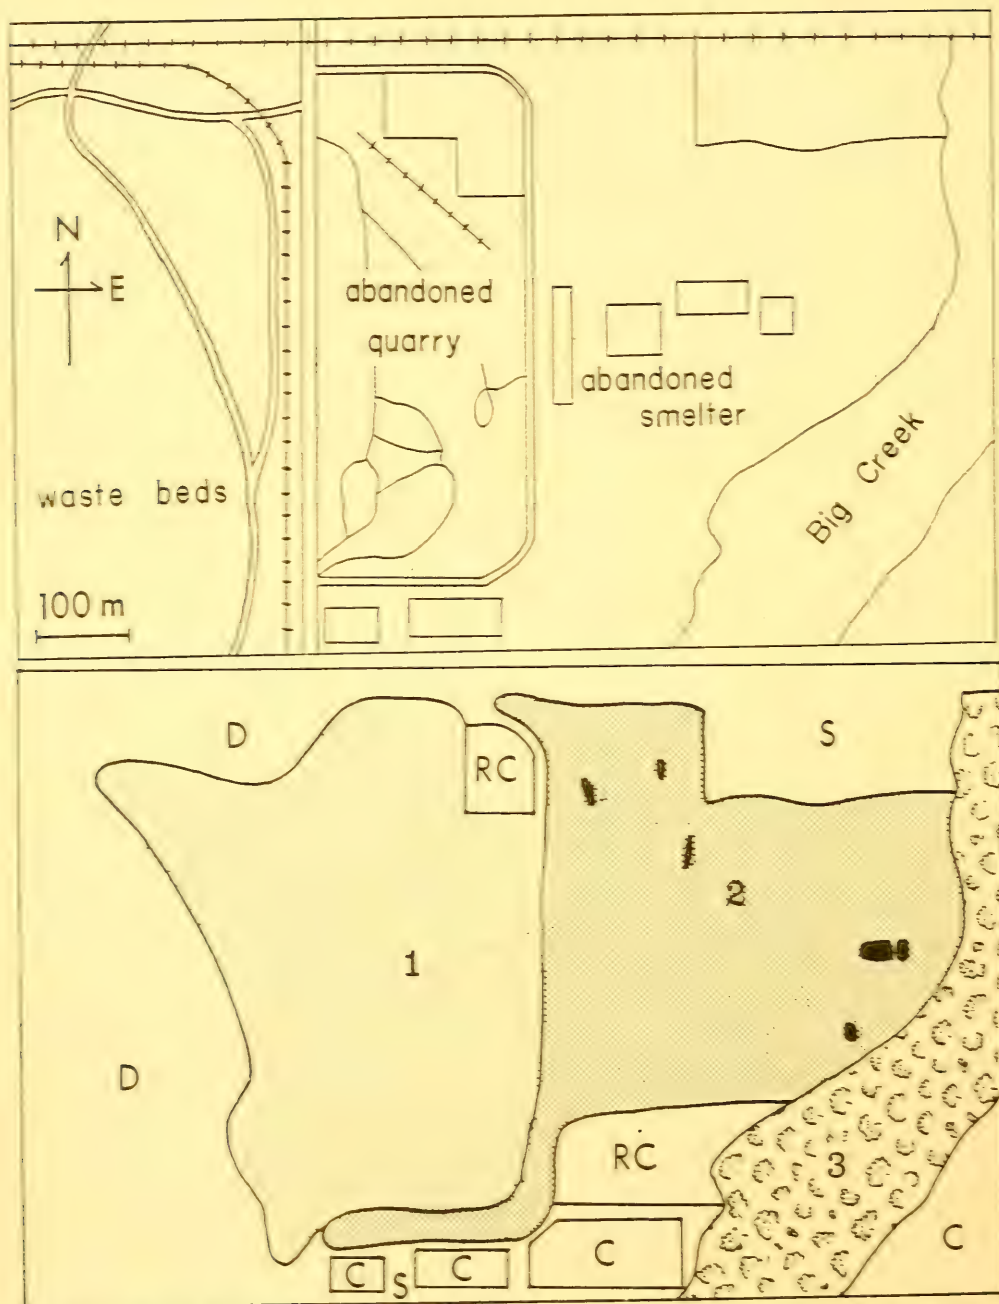 N
E
abandoned
quarry
abandoned
smelter
Big Creek
waste beds
100 m
D
S
RC
2
1
D
RC
3
C
C
C
S
C